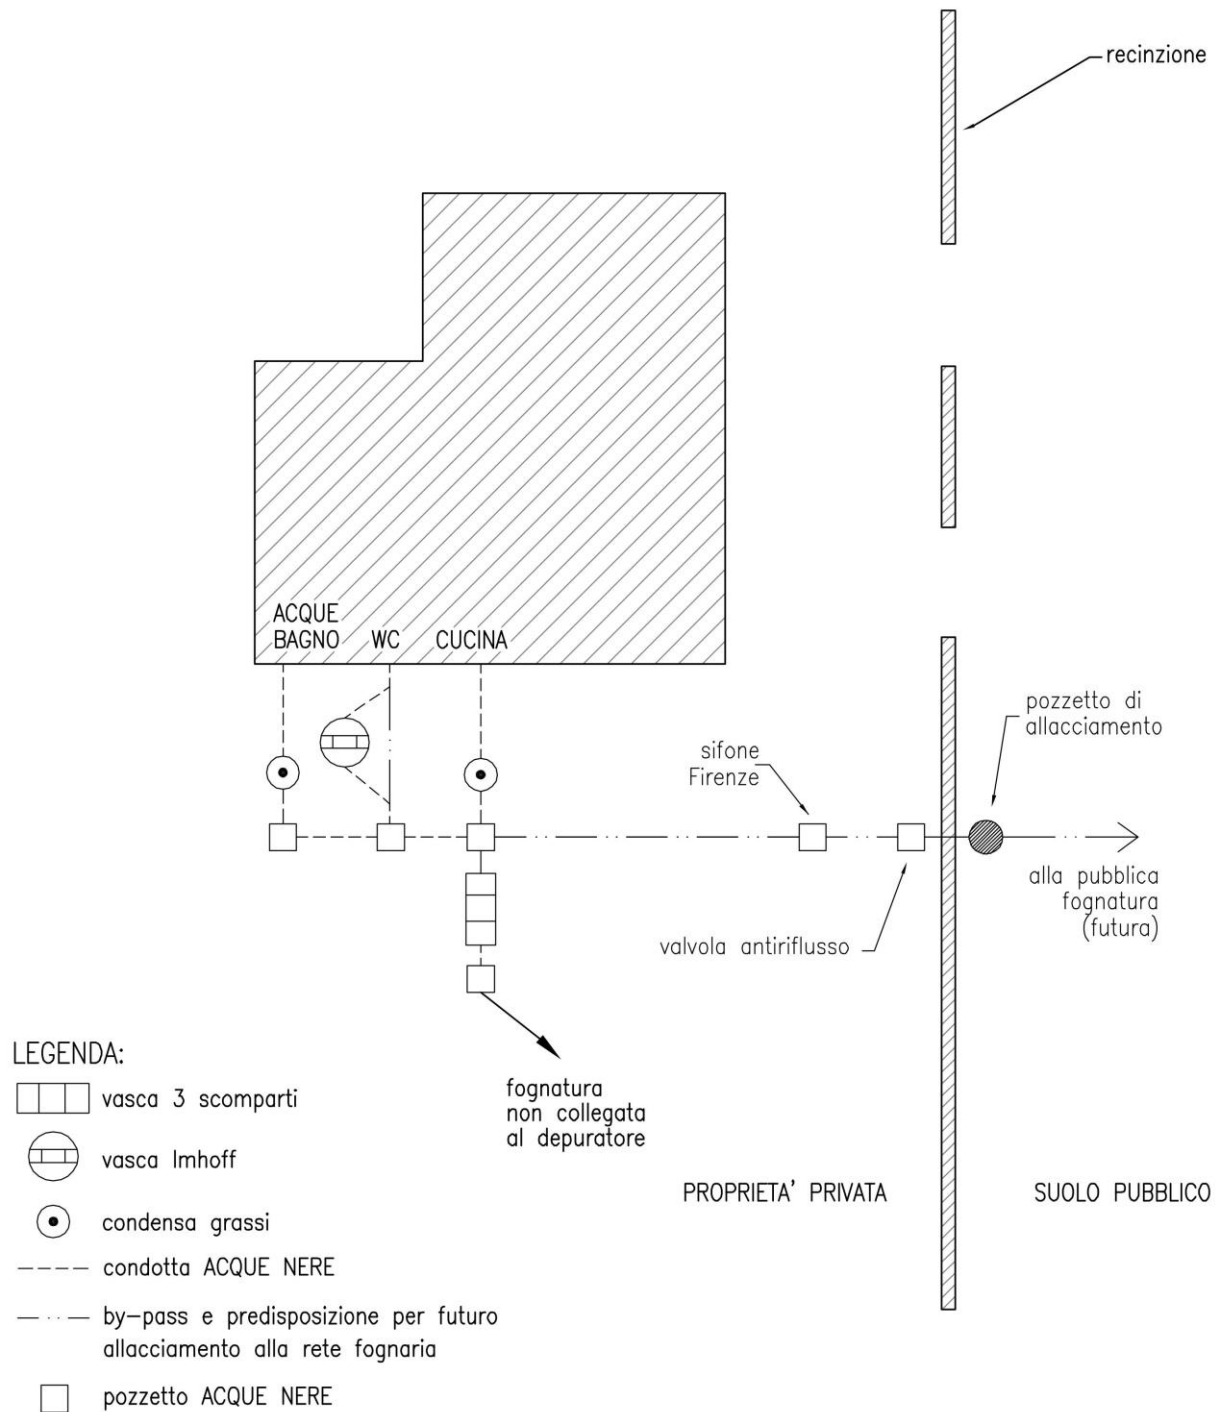 recinzione
ACQUE
BAGNO
WC
CUCINA
pozzetto di
allacciamento
sifone
Firenze
alla pubblica
fognatura
(futura)
valvola antiriflusso
fognatura
non collegata
al depuratore
PROPRIETA' PRIVATA
SUOLO PUBBLICO
LEGENDA:
vasca 3 scomparti
vasca Imhoff
condensa grassi
condotta ACQUE NERE
by-pass e predisposizione per futuro
allacciamento alla rete fognaria
pozzetto ACQUE NERE